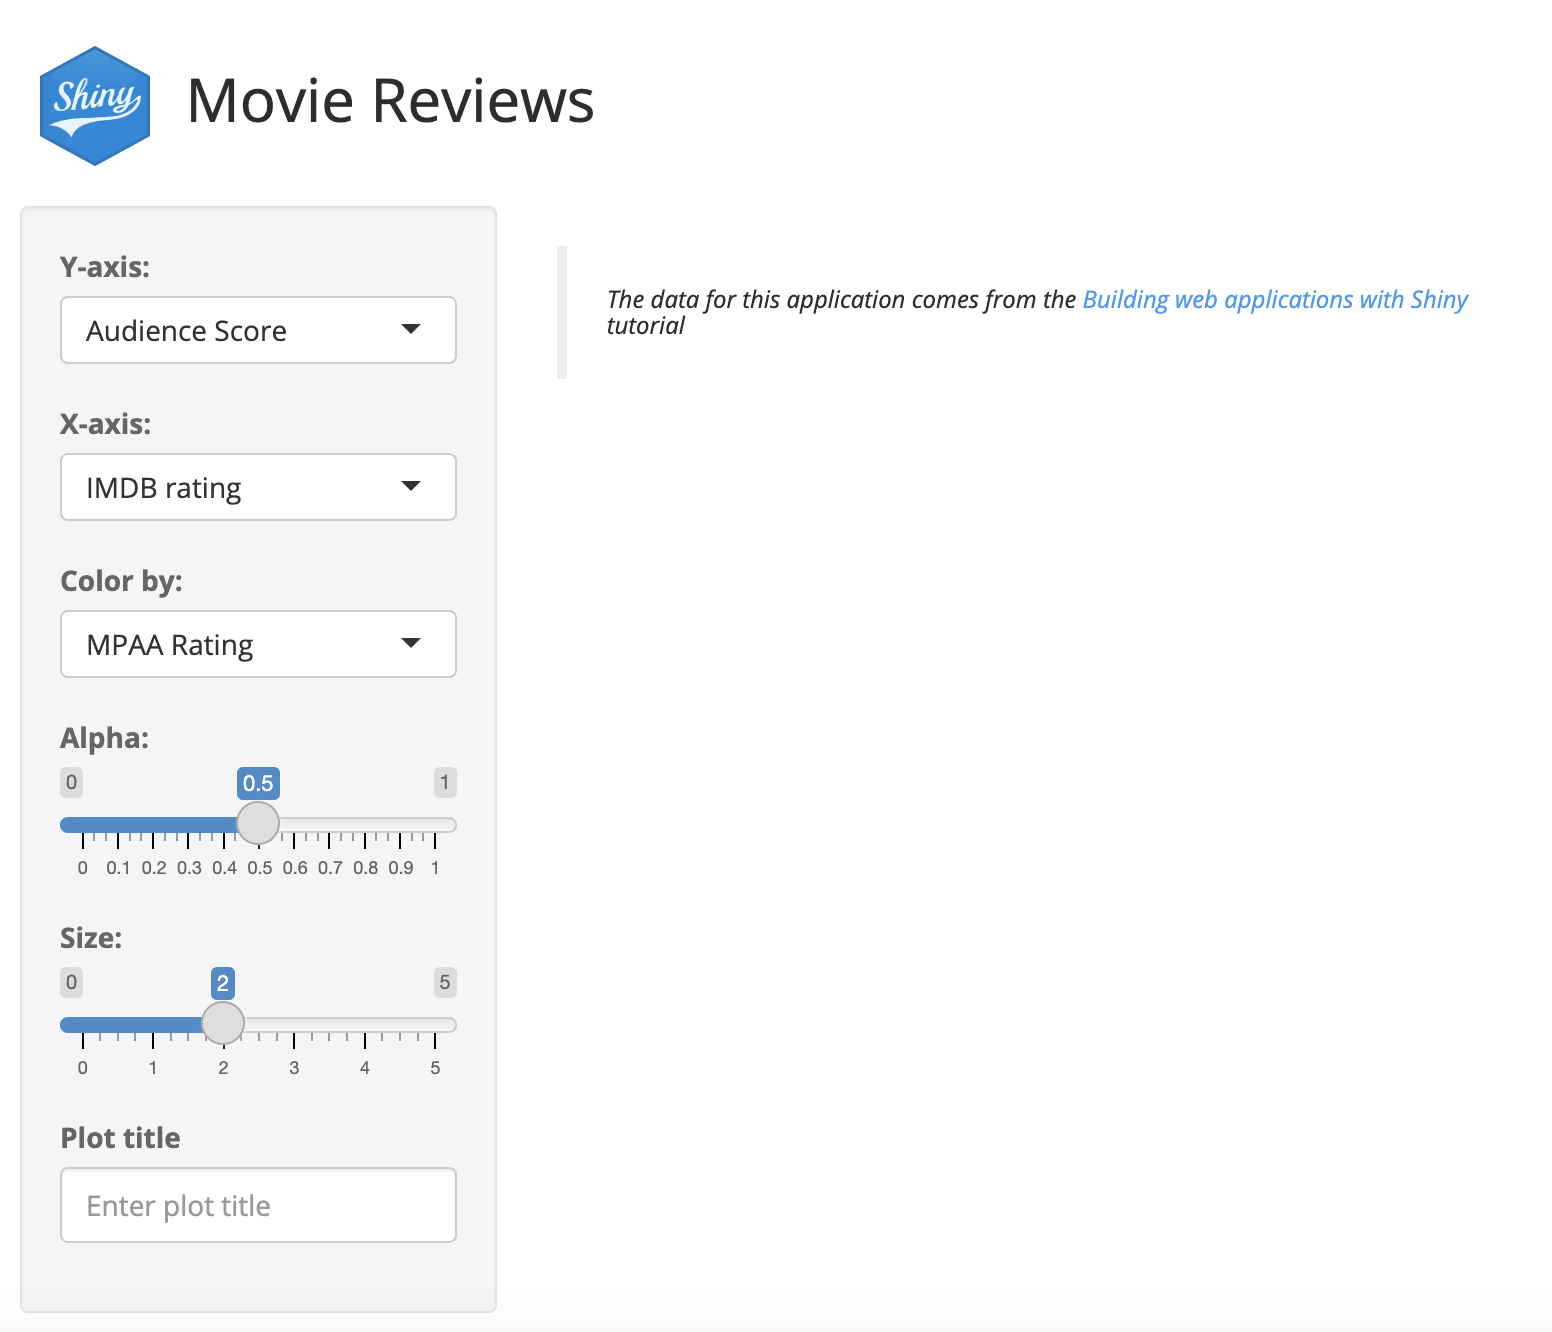 Shiny
Movie Reviews
Y-axis:
Audience Score
X-axis:
IMDB rating
Color by:
MPAA Rating
Alpha:
0 0.5 1
0 0.1 0.2 0.3 0.4 0.5 0.6 0.7 0.8 0.9 1
Size:
0 2 5
0 1 2 3 4 5
Plot title
Enter plot title
The data for this application comes from the Building web applications with Shiny
tutorial